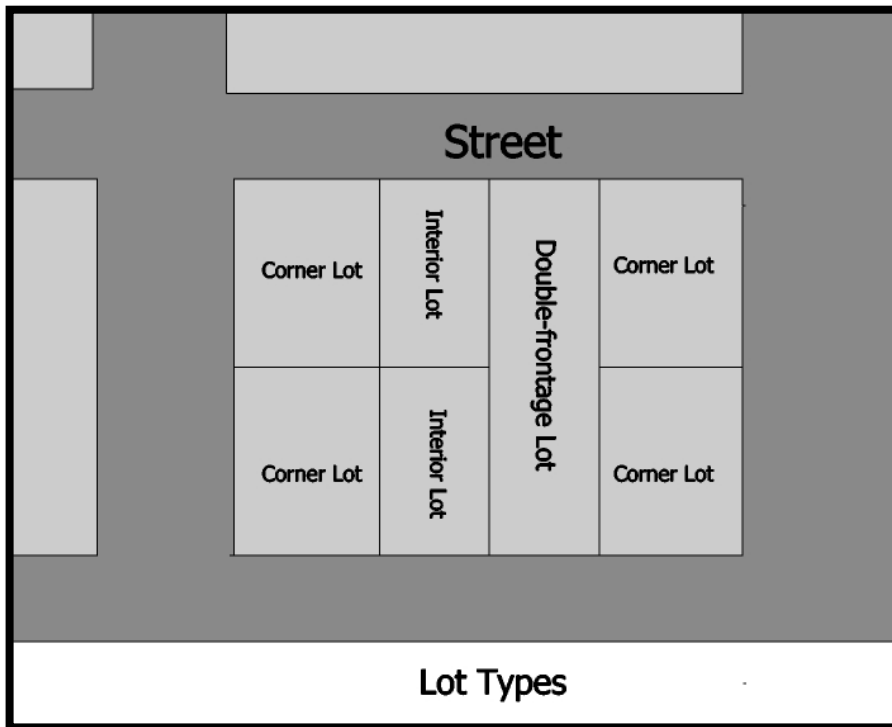 Street
Corner Lot
Interior Lot
Double-frontage Lot
Corner Lot
Corner Lot
Interior Lot
Corner Lot
Lot Types